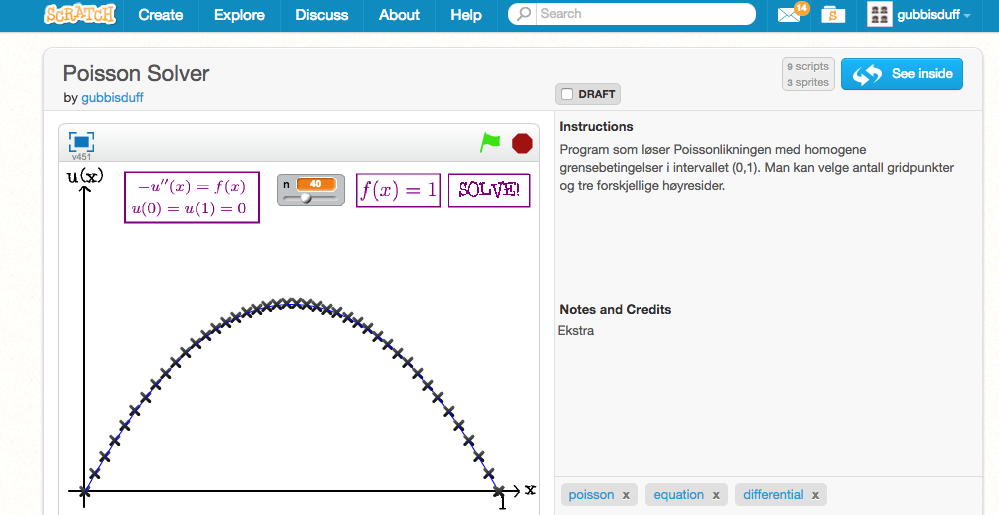 SCRATCH Create Explore Discuss About Help Search 14 S gubbisduff
Poisson Solver
by gubbisduff
9 scripts
3 sprites
See inside
DRAFT
v451
u(x)
−u′′(x) = f(x)
u(0) = u(1) = 0
n 40
f(x) = 1
SOLVE!
x
1
Instructions
Program som løser Poissonlikningen med homogene
grensebetingelser i intervallet (0,1). Man kan velge antall gridpunkter
og tre forskjellige høyresider.
Notes and Credits
Ekstra
poisson x equation x differential x